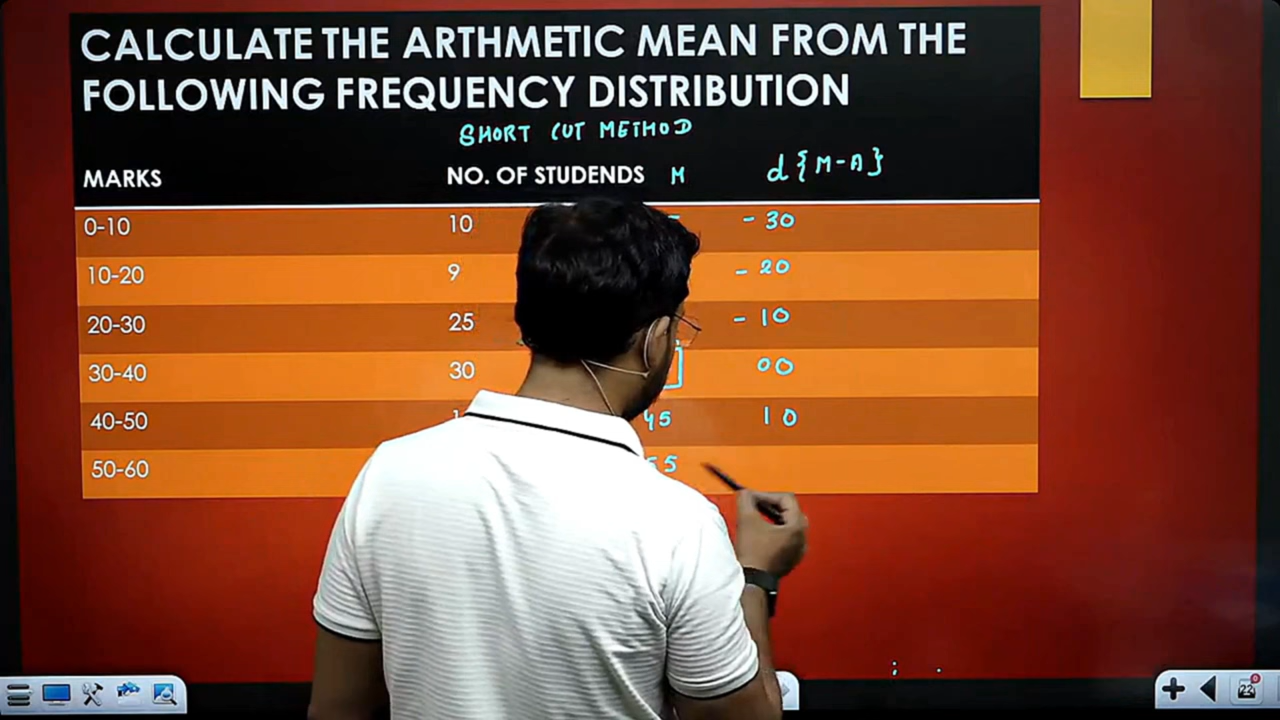 CALCULATE THE ARTHMETIC MEAN FROM THE
FOLLOWING FREQUENCY DISTRIBUTION
SHORT CUT METHOD
MARKS NO. OF STUDENDS M d{M-A}
0-10 10 -30
10-20 9 -20
20-30 25 -10
30-40 30 00
40-50 45 10
50-60 55
23